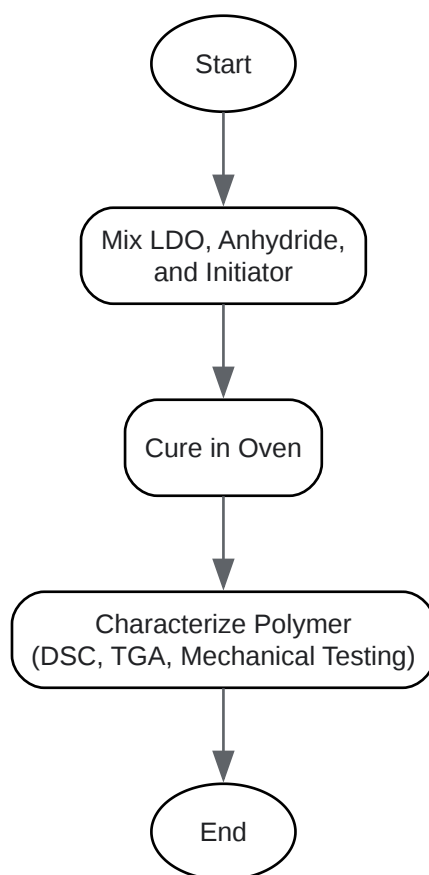 Start
Mix LDO, Anhydride,
and Initiator
Cure in Oven
Characterize Polymer
(DSC, TGA, Mechanical Testing)
End